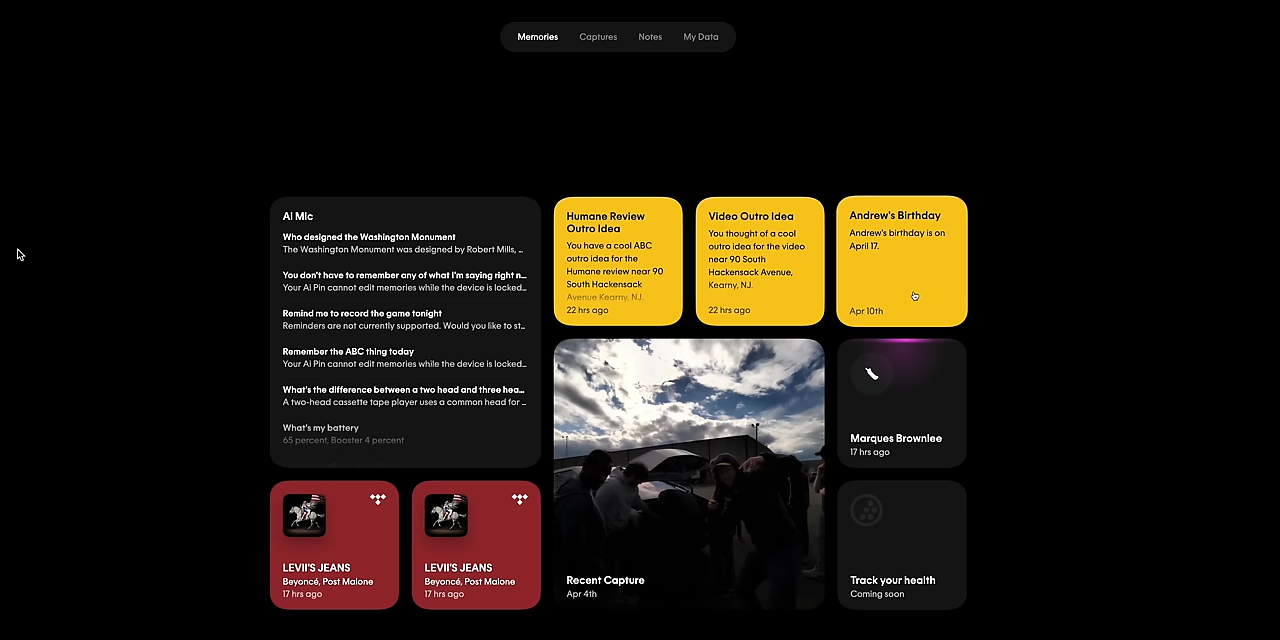 Memories Captures Notes My Data
Ai Mic
Who designed the Washington Monument
The Washington Monument was designed by Robert Mills, ...
You don't have to remember any of what I'm saying right n...
Your Ai Pin cannot edit memories while the device is locked...
Remind me to record the game tonight
Reminders are not currently supported. Would you like to st...
Remember the ABC thing today
Your Ai Pin cannot edit memories while the device is locked...
What's the difference between a two head and three hea...
A two-head cassette tape player uses a common head for ...
What's my battery
65 percent, Booster 4 percent
Humane Review
Outro Idea
You have a cool ABC
outro idea for the
Humane review near 90
South Hackensack
Avenue Kearny, NJ.
22 hrs ago
Video Outro Idea
You thought of a cool
outro idea for the video
near 90 South
Hackensack Avenue,
Kearny, NJ.
22 hrs ago
Andrew's Birthday
Andrew's birthday is on
April 17.
Apr 10th
Recent Capture
Apr 4th
Marques Brownlee
17 hrs ago
LEVII'S JEANS
Beyoncé, Post Malone
17 hrs ago
LEVII'S JEANS
Beyoncé, Post Malone
17 hrs ago
Track your health
Coming soon